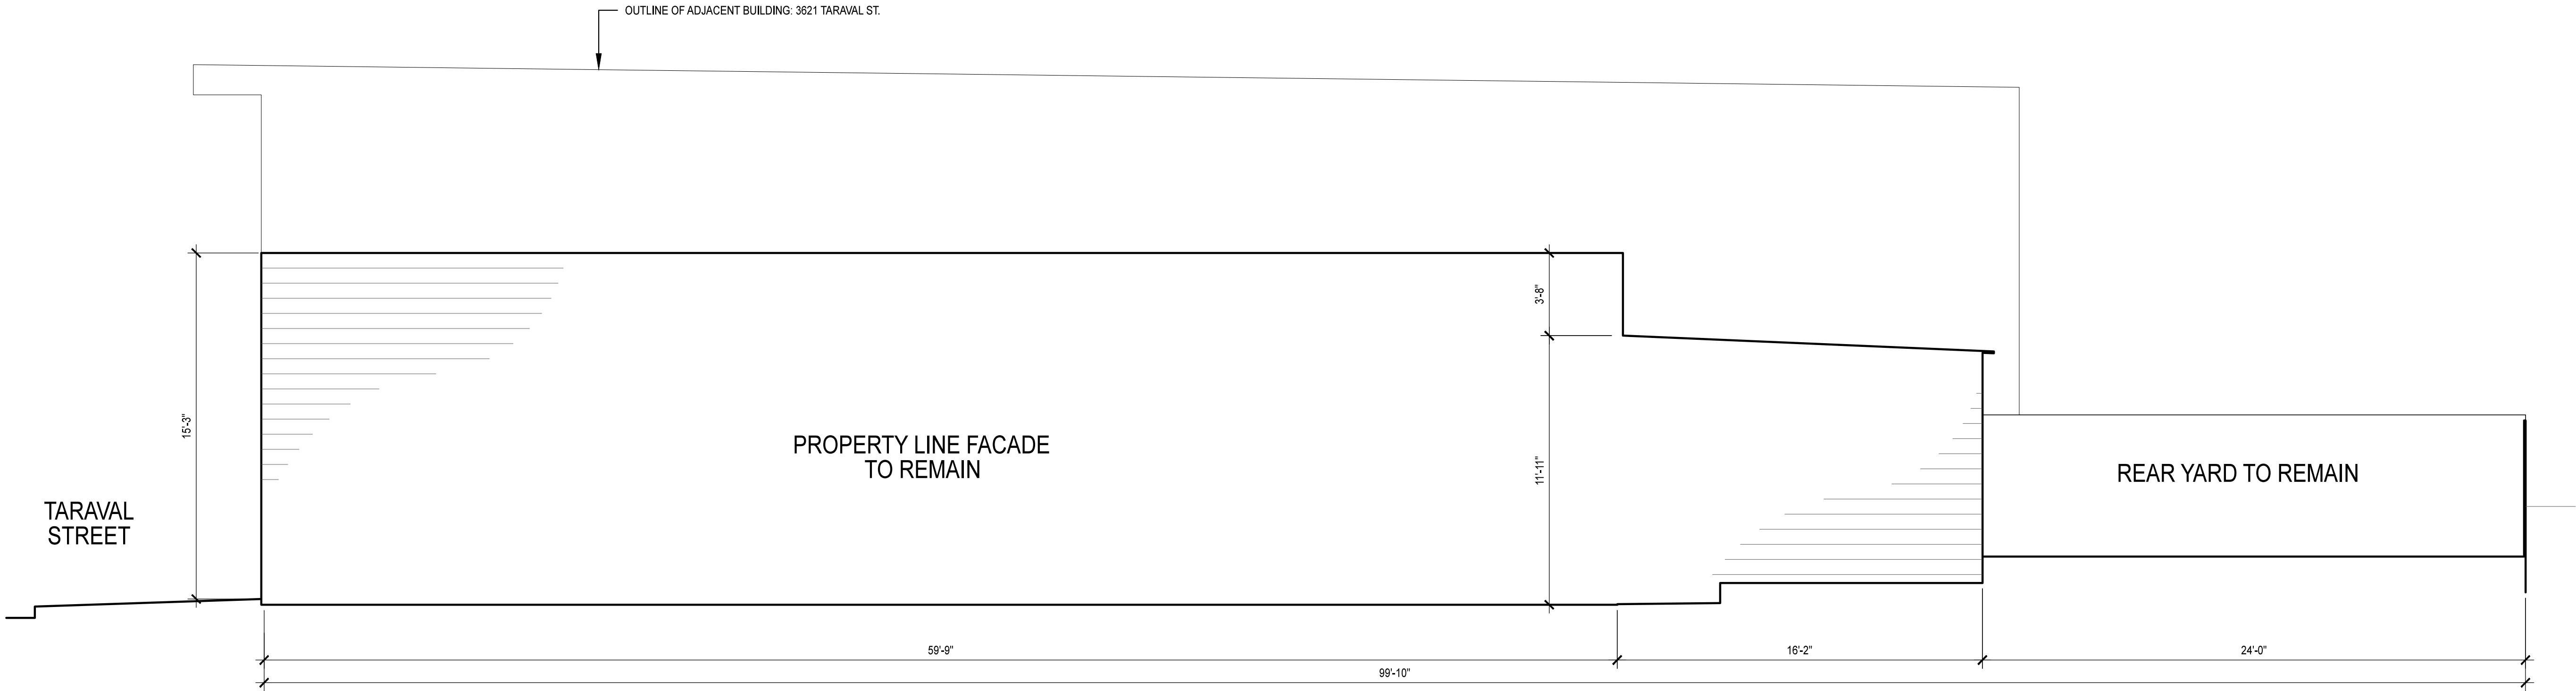 OUTLINE OF ADJACENT BUILDING: 3621 TARAVAL ST.
3'-8"
15'-3"
PROPERTY LINE FACADE
TO REMAIN
11'-11"
REAR YARD TO REMAIN
TARAVAL
STREET
59'-9"
16'-2"
24'-0"
99'-10"